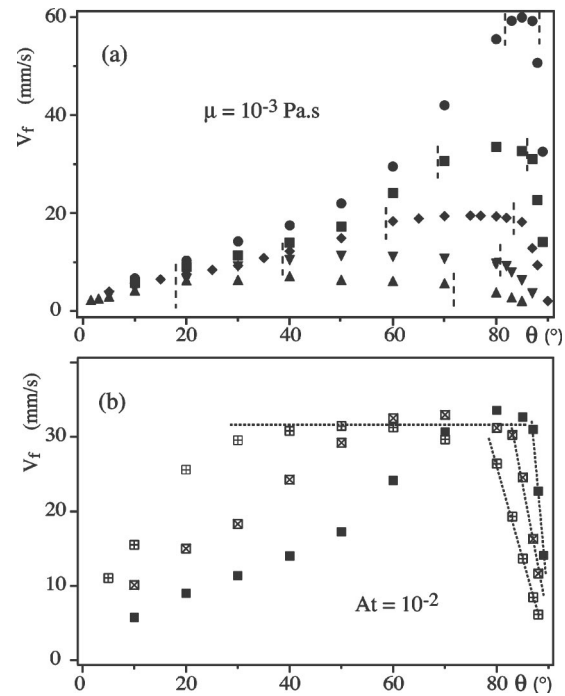 60
(a)
V_f (mm/s)
μ = 10⁻³ Pa.s
40
20
0
0 20 40 60 80 θ (°)
(b)
V_f (mm/s)
30
20
10
At = 10⁻²
0
0 20 40 60 80 θ (°)